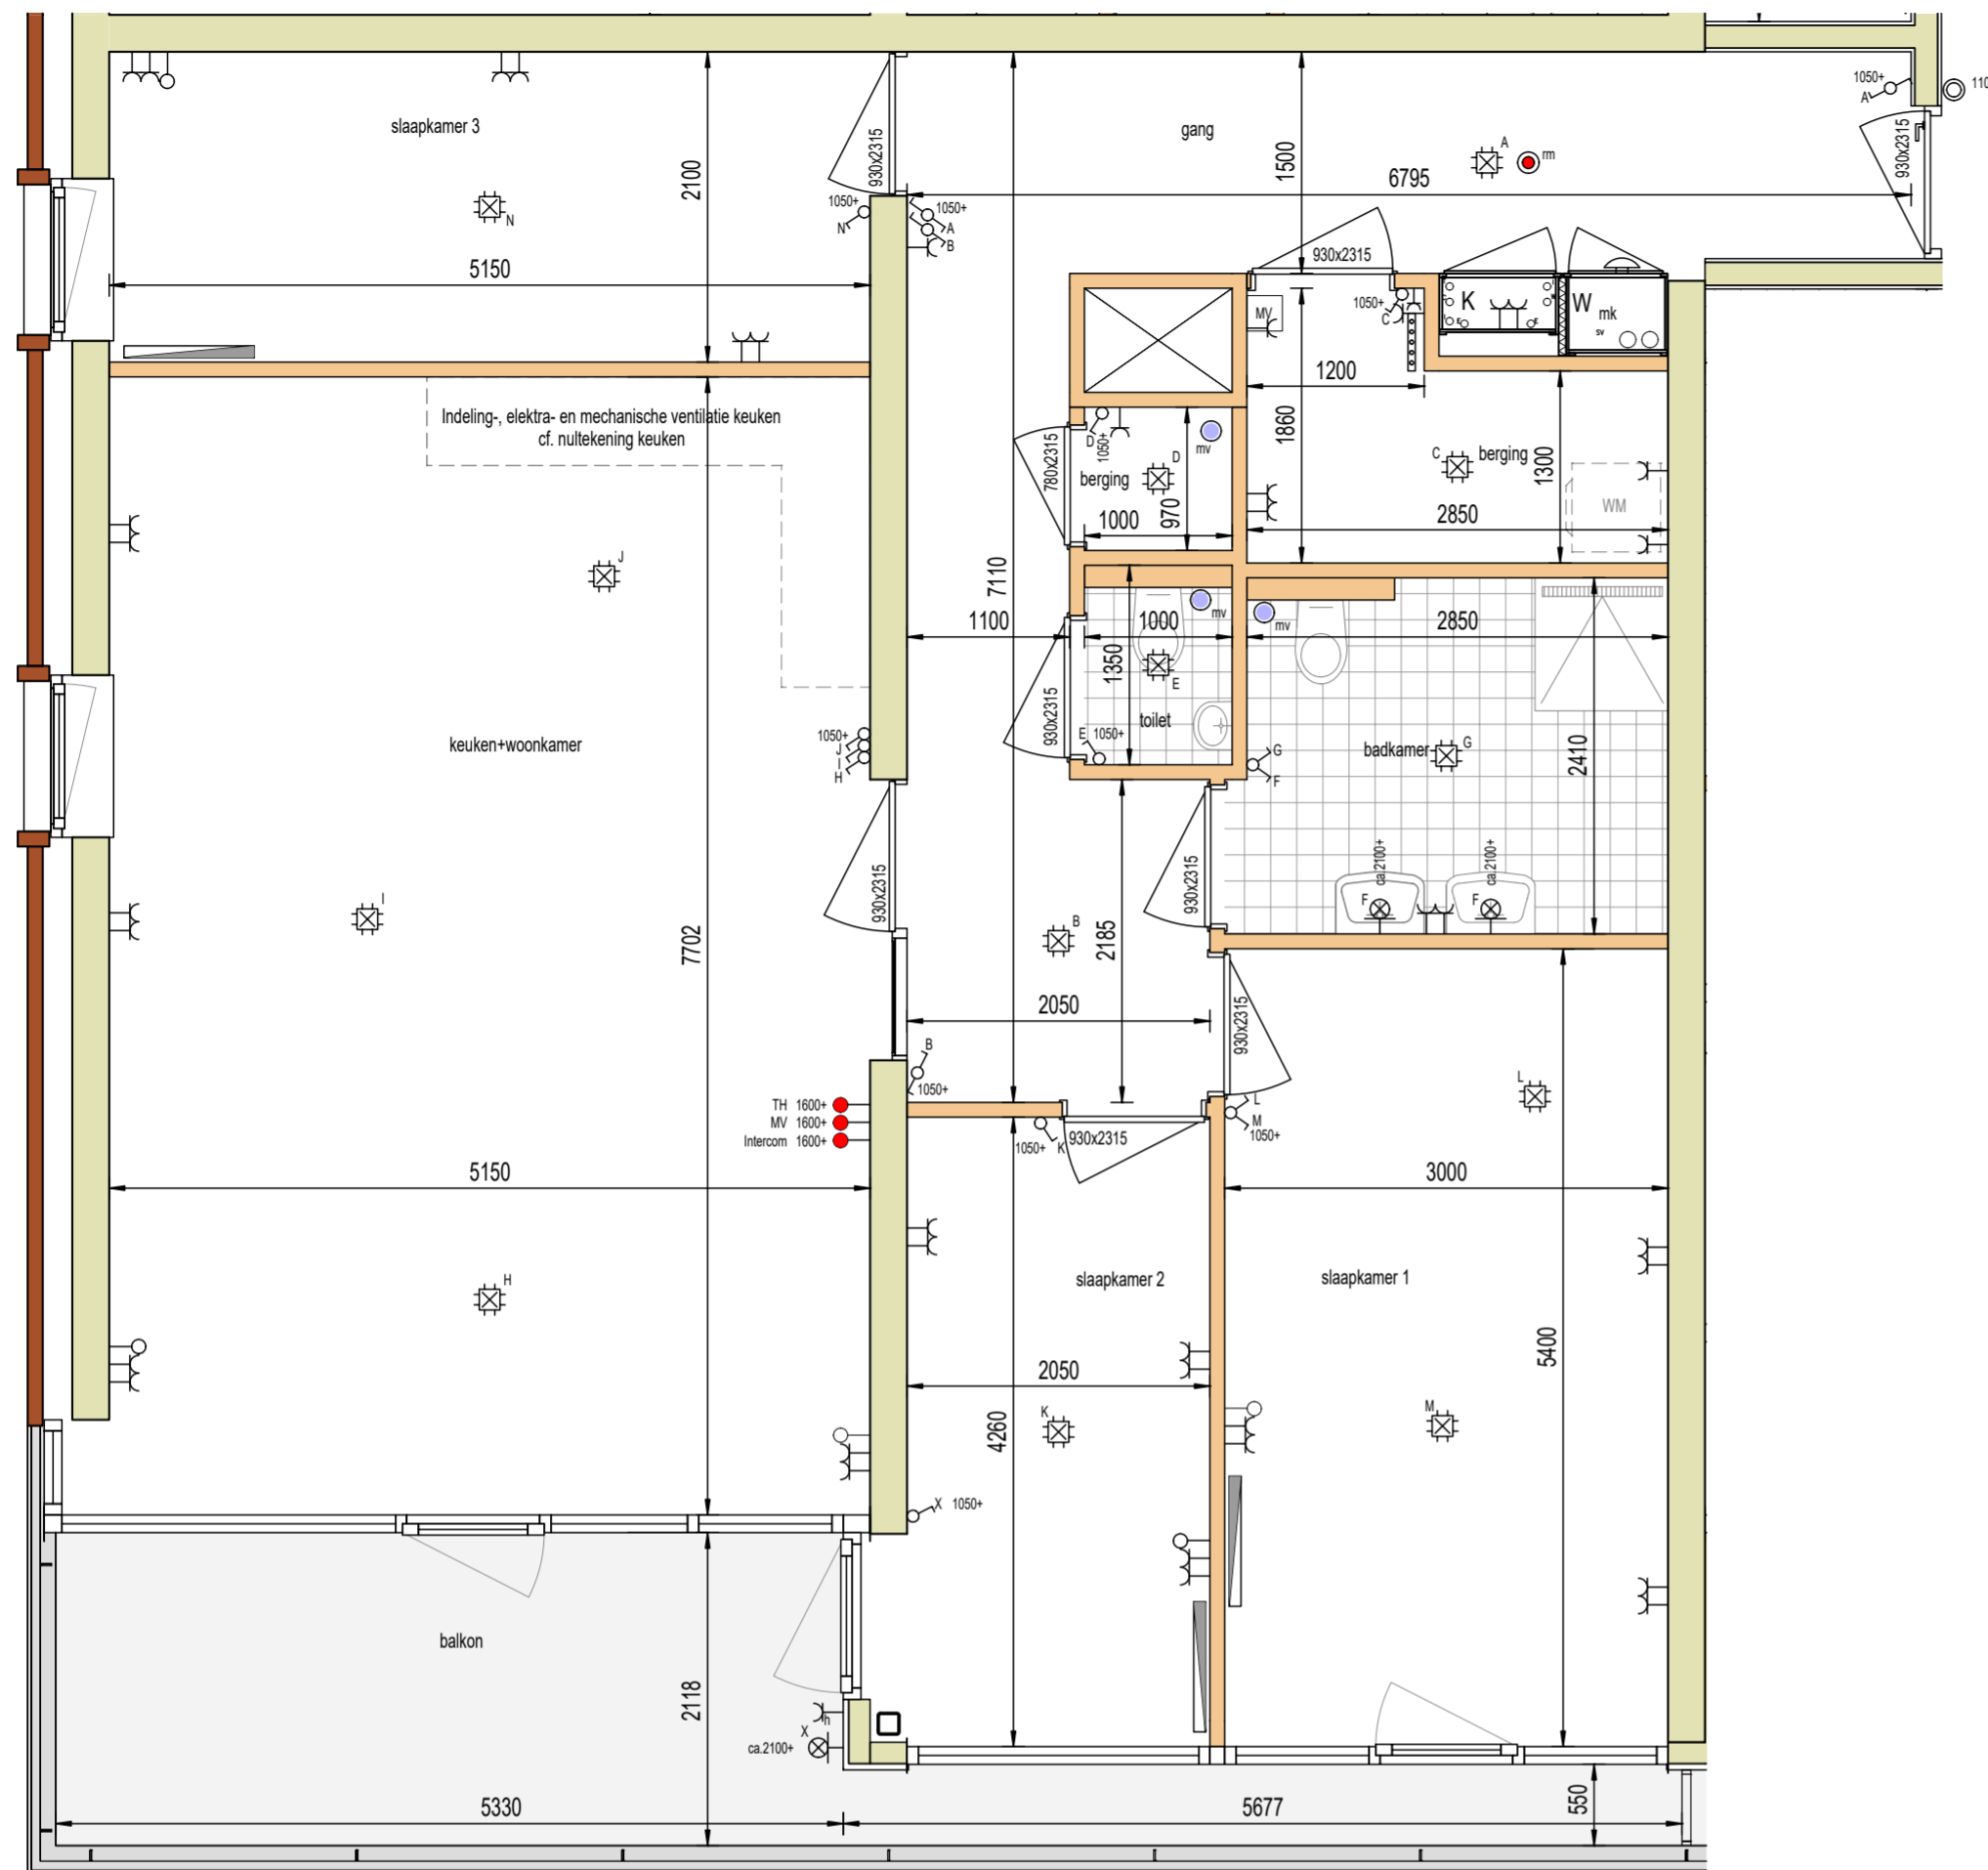 1050+
A
110
slaapkamer 3
gang
A
rm
930x2315
930x2315
2100
1500
6795
N
1050+
N
1050+
A
B
5150
930x2315
MV
1050+
C
K
W
mk
sv
1200
Indeling-, elektra- en mechanische ventilatie keuken
cf. nultekening keuken
D
1050+
mv
D
berging
780x2315
1000
970
1860
C
berging
1300
WM
2850
J
7110
1100
1000
mv
mv
2850
1350
E
toilet
930x2315
E 1050+
keuken+woonkamer
1050+
J
I
H
G
F
badkamer
G
2410
ca.2100+
ca.2100+
F
F
I
930x2315
930x2315
B
7702
2185
2050
930x2315
B
1050+
TH 1600+
MV 1600+
Intercom 1600+
L
L
M
1050+
1050+ K
930x2315
5150
3000
H
slaapkamer 2
slaapkamer 1
2050
5400
K
M
4260
X 1050+
balkon
2118
h
X
ca.2100+
5330
5677
550